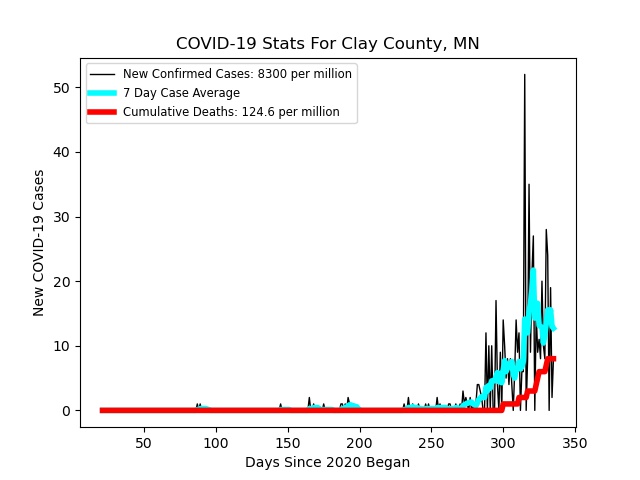 COVID-19 Stats For Clay County, MN
New Confirmed Cases: 8300 per million
7 Day Case Average
Cumulative Deaths: 124.6 per million
New COVID-19 Cases
50
40
30
20
10
0
50 100 150 200 250 300 350
Days Since 2020 Began